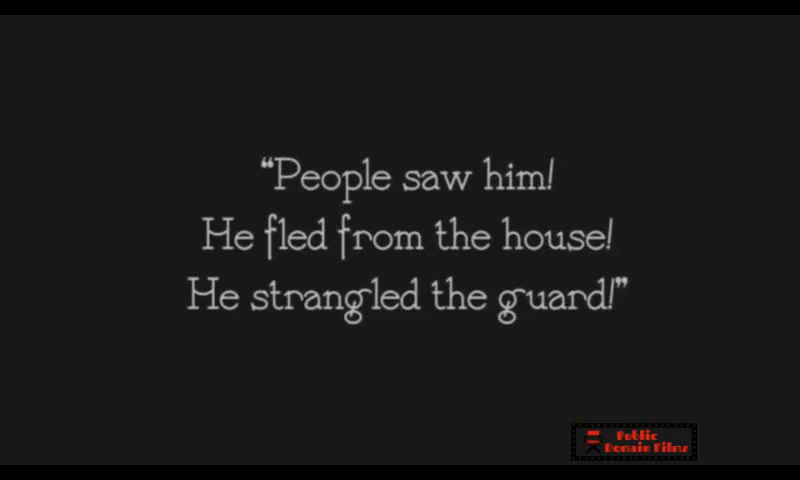 “People saw him!
He fled from the house!
He strangled the guard!”
Public
Domain Films